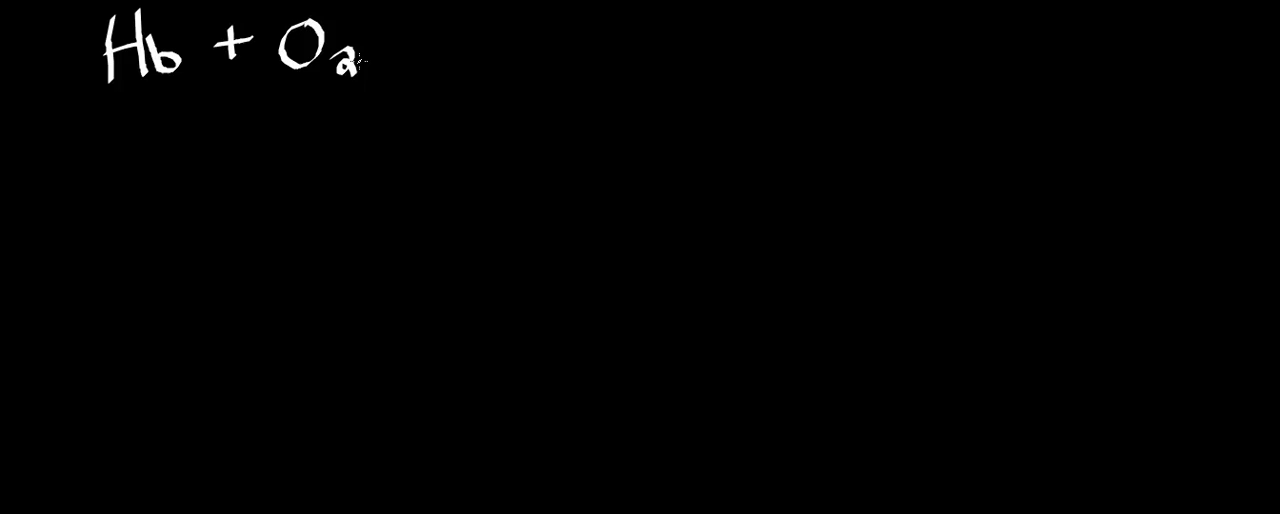 Hb + O₂